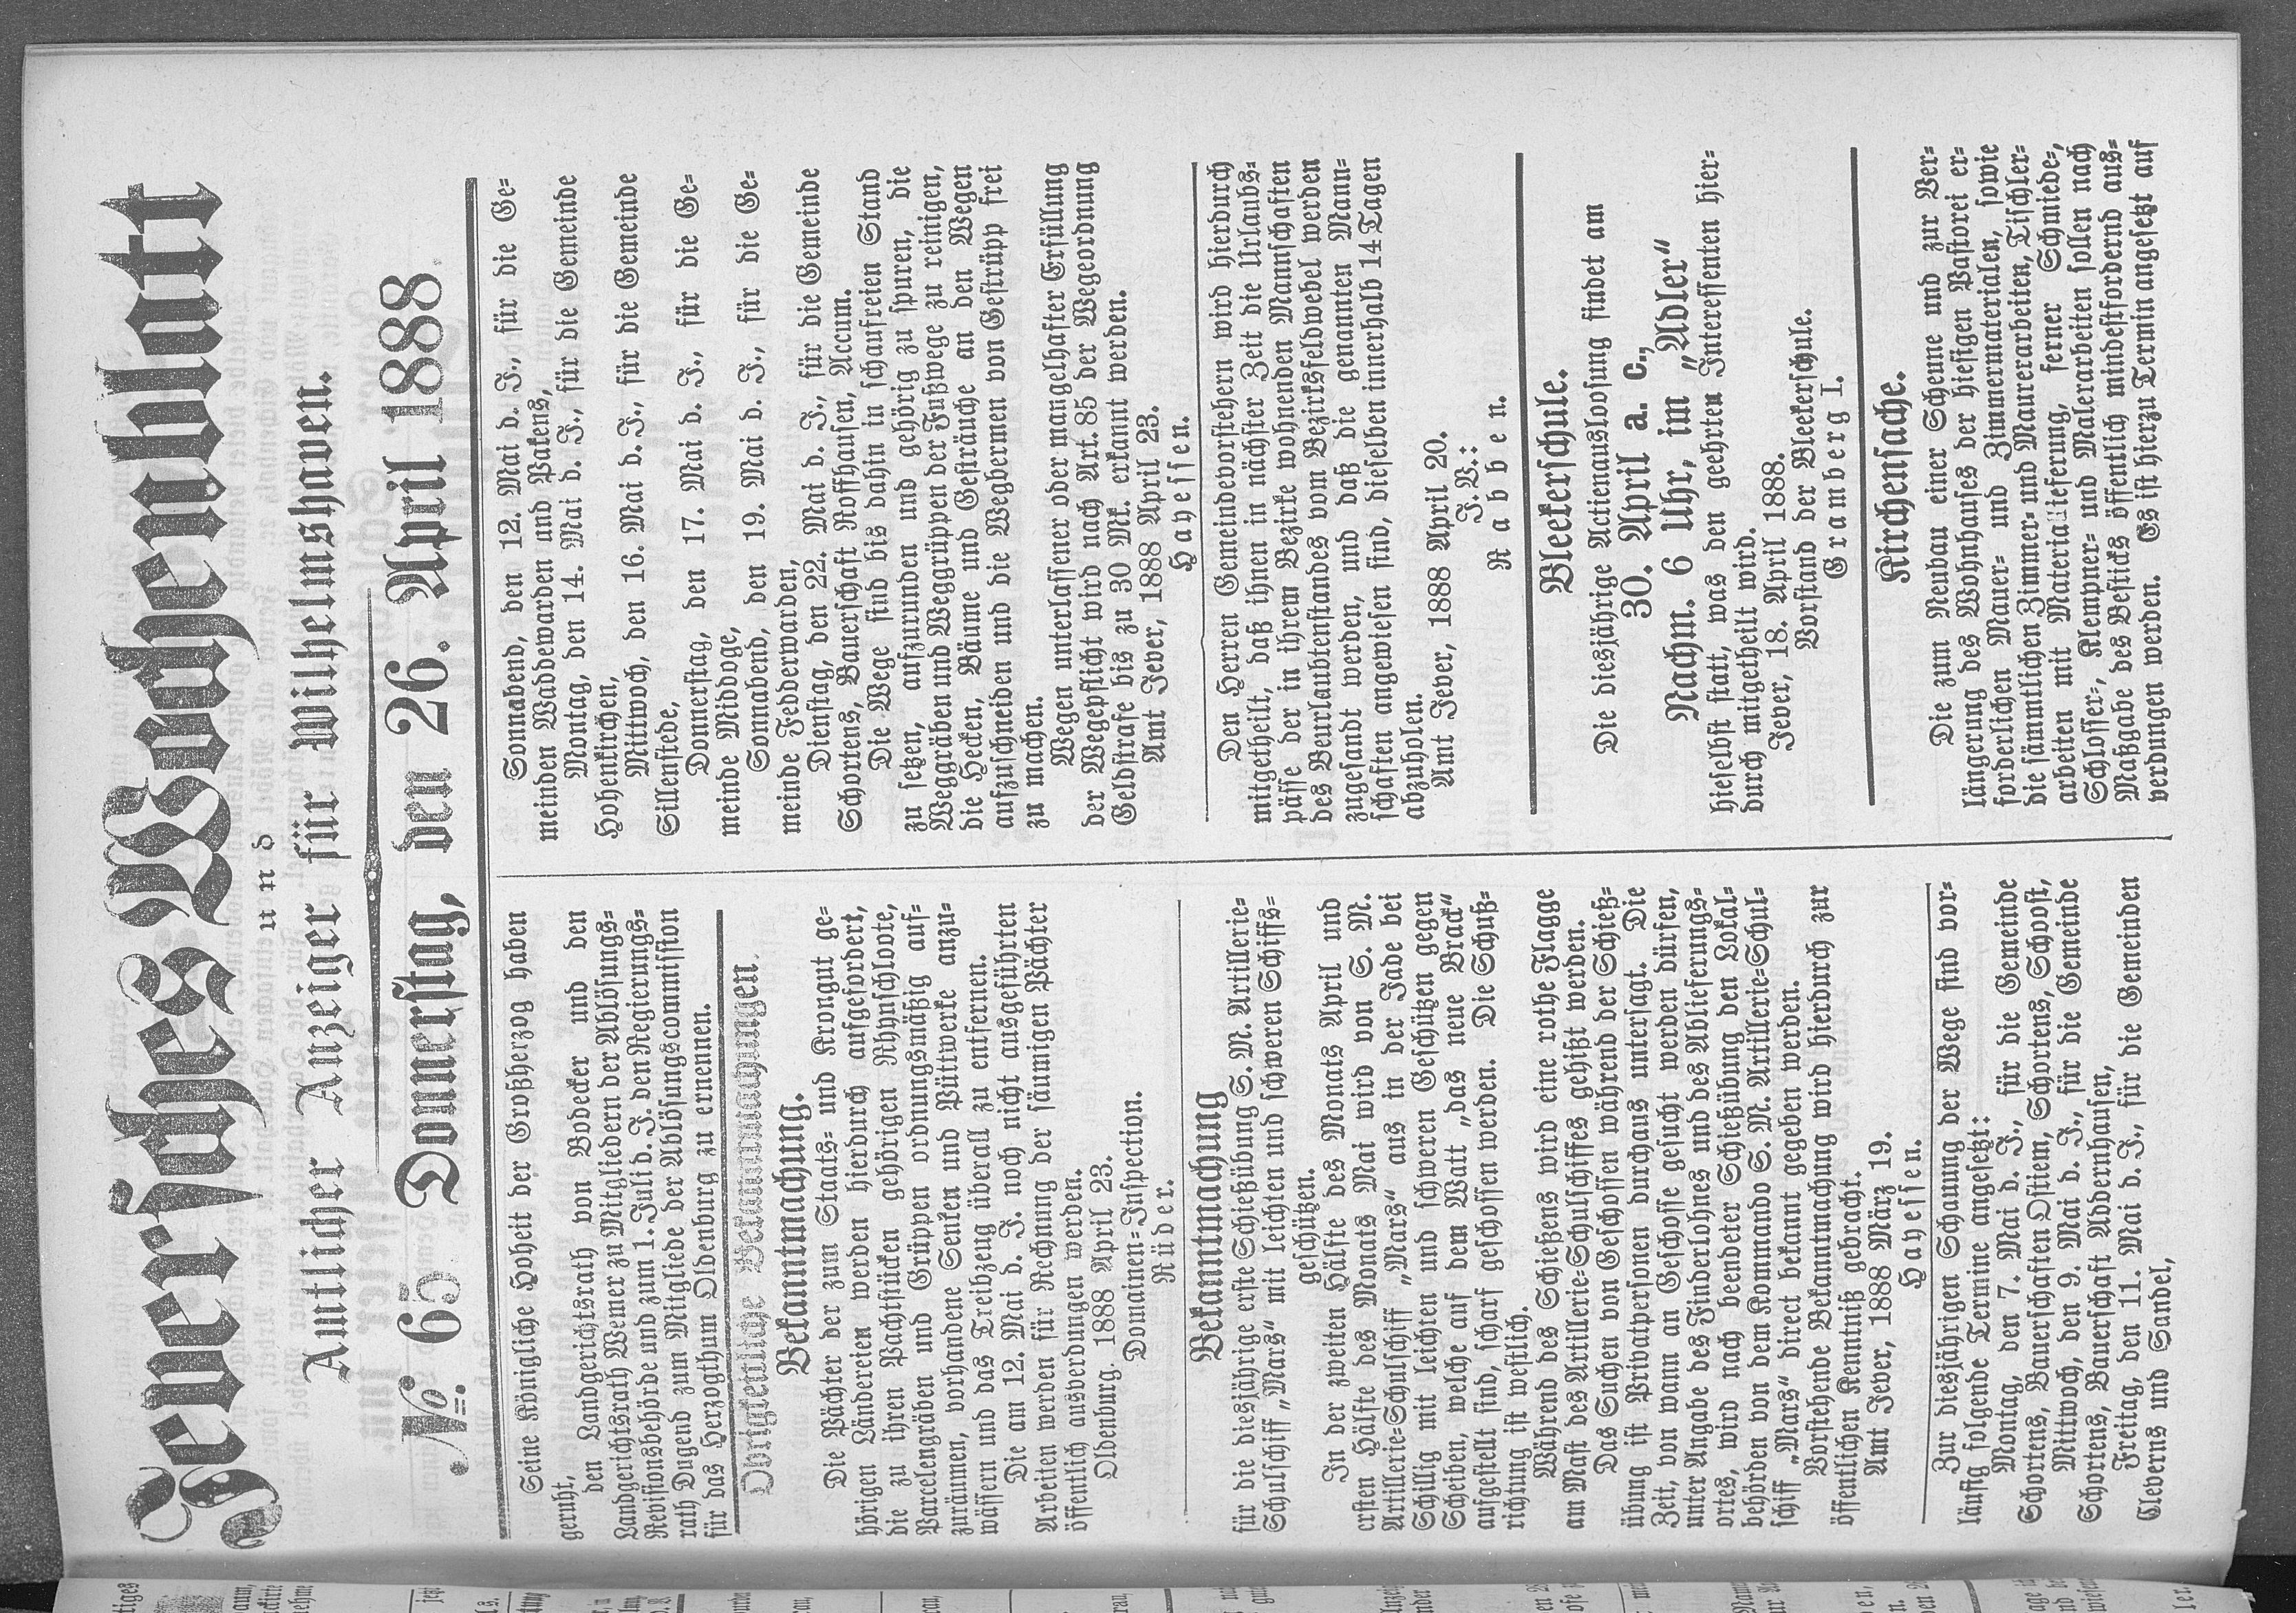 Jeversches Wochenblatt
und
Amtlicher Anzeiger für Wilhelmshaven.
No. 65 Donnerstag, den 26. April 1888
Seine Königliche Hoheit der Großherzog haben
geruht,
den Landgerichtsrath von Bodecker und den
Landgerichtsrath Wemer zu Mitgliedern der Ablösungs-
Revisionsbehörde und zum 1. Juli d. J. den Regierungs-
rath Dugend zum Mitgliede der Ablösungscommission
für das Herzogthum Oldenburg zu ernennen.
Obrigkeitliche Bekanntmachungen.
Bekanntmachung.
Die Pächter der zum Staats- und Krongut ge-
hörigen Ländereien werden hierdurch aufgefordert,
die zu ihren Pachtstücken gehörigen Rhynschloote,
Parcelengräben und Grüppen ordnungsmäßig auf-
zuräumen, vorhandene Senken und Püttwerke anzu-
wässern und das Treibzeug überall zu entfernen.
Die am 12. Mai d. J. noch nicht ausgeführten
Arbeiten werden für Rechnung der säumigen Pächter
öffentlich ausverdungen werden.
Oldenburg. 1888 April 23.
Domainen-Inspection.
Rüder.
Bekanntmachung
für die diesjährige erste Schießübung S. M. Artillerie-
Schulschiff „Mars“ mit leichten und schweren Schiffs-
geschützen.
In der zweiten Hälfte des Monats April und
ersten Hälfte des Monats Mai wird von S. M.
Artillerie-Schulschiff „Mars“ aus in der Jade bei
Schillig mit leichten und schweren Geschützen gegen
Scheiben, welche auf dem Watt „das neue Brack“
aufgestellt sind, scharf geschossen werden. Die Schuß-
richtung ist westlich.
Während des Schießens wird eine rothe Flagge
am Mast des Artillerie-Schulschiffes gehißt werden.
Das Suchen von Geschossen während der Schieß-
übung ist Privatpersonen durchaus untersagt. Die
Zeit, von wann an Geschosse gesucht werden dürfen,
unter Angabe des Finderlohnes und des Ablieferungs-
ortes, wird nach beendeter Schießübung den Lokal-
behörden von dem Kommando S. M. Artillerie-Schul-
schiff „Mars“ direct bekannt gegeben werden.
Vorstehende Bekanntmachung wird hierdurch zur
öffentlichen Kenntniß gebracht.
Amt Jever, 1888 März 19.
Hayessen.
Zur diesjährigen Schauung der Wege sind vor-
läufig folgende Termine angesetzt:
Montag, den 7. Mai d. J., für die Gemeinde
Schortens, Bauerschaften Ostiem, Schortens, Schoost,
Mittwoch, den 9. Mai d. J., für die Gemeinde
Schortens, Bauerschaft Addernhausen,
Freitag, den 11. Mai d. J., für die Gemeinden
Cleverns und Sandel,
Sonnabend, den 12. Mai d. J., für die Ge-
meinden Waddewarden und Pakens,
Montag, den 14. Mai d. J., für die Gemeinde
Hohenkirchen,
Mittwoch, den 16. Mai d. J., für die Gemeinde
Sillenstede,
Donnerstag, den 17. Mai d. J., für die Ge-
meinde Middoge,
Sonnabend, den 19. Mai d. J., für die Ge-
meinde Fedderwarden,
Dienstag, den 22. Mai d. J., für die Gemeinde
Schortens, Bauerschaft Roffhausen, Accum.
Die Wege sind bis dahin in schaufreien Stand
zu setzen, aufzurunden und gehörig zu spuren, die
Weggräben und Weggrüppen der Fußwege zu reinigen,
die Hecken, Bäume und Gesträuche an den Wegen
aufzuschneiden und die Wegbermen von Gestrüpp frei
zu machen.
Wegen unterlassener oder mangelhafter Erfüllung
der Wegepflicht wird nach Art. 85 der Wegeordnung
Geldstrafe bis zu 30 Mk. erkannt werden.
Amt Jever, 1888 April 23.
Hayessen.
Den Herren Gemeindevorstehern wird hierdurch
mitgetheilt, daß ihnen in nächster Zeit die Urlaubs-
pässe der in ihrem Bezirke wohnenden Mannschaften
des Beurlaubtenstandes vom Bezirksfeldwebel werden
zugesandt werden, und daß die genannten Mann-
schaften angewiesen sind, dieselben innerhalb 14 Tagen
abzuholen.
Amt Jever, 1888 April 20.
J. V.:
Rabben.
Bleekerschule.
Die diesjährige Actienausloosung findet am
30. April a. c.,
Nachm. 6 Uhr, im „Adler“
hieselbst statt, was den geehrten Interessenten hier-
durch mitgetheilt wird.
Jever, 18. April 1888.
Vorstand der Bleekerschule.
Gramberg I.
Kirchensache.
Die zum Neubau einer Scheune und zur Ver-
längerung des Wohnhauses der hiesigen Pastorei er-
forderlichen Mauer- und Zimmermaterialen, sowie
die sämmtlichen Zimmer- und Maurerarbeiten, Tischler-
arbeiten mit Materiallieferung, ferner Schmiede-,
Schlosser-, Klempner- und Malerarbeiten sollen nach
Maßgabe des Besticks öffentlich mindestfordernd aus-
verdungen werden. Es ist hierzu Termin angesetzt auf